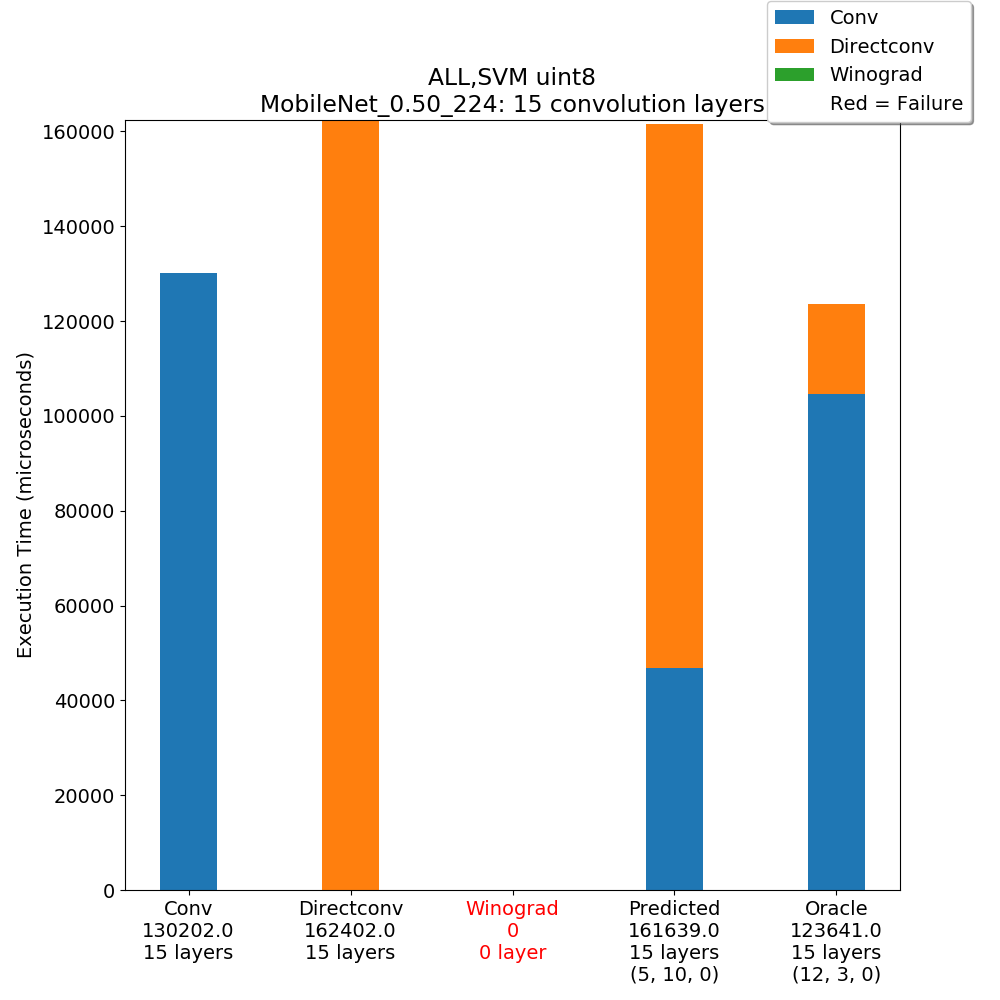 Conv
Directconv
Winograd
Red = Failure
ALL,SVM uint8
MobileNet_0.50_224: 15 convolution layers
Execution Time (microseconds)
160000
140000
120000
100000
80000
60000
40000
20000
0
Conv
130202.0
15 layers
Directconv
162402.0
15 layers
Winograd
0
0 layer
Predicted
161639.0
15 layers
(5, 10, 0)
Oracle
123641.0
15 layers
(12, 3, 0)